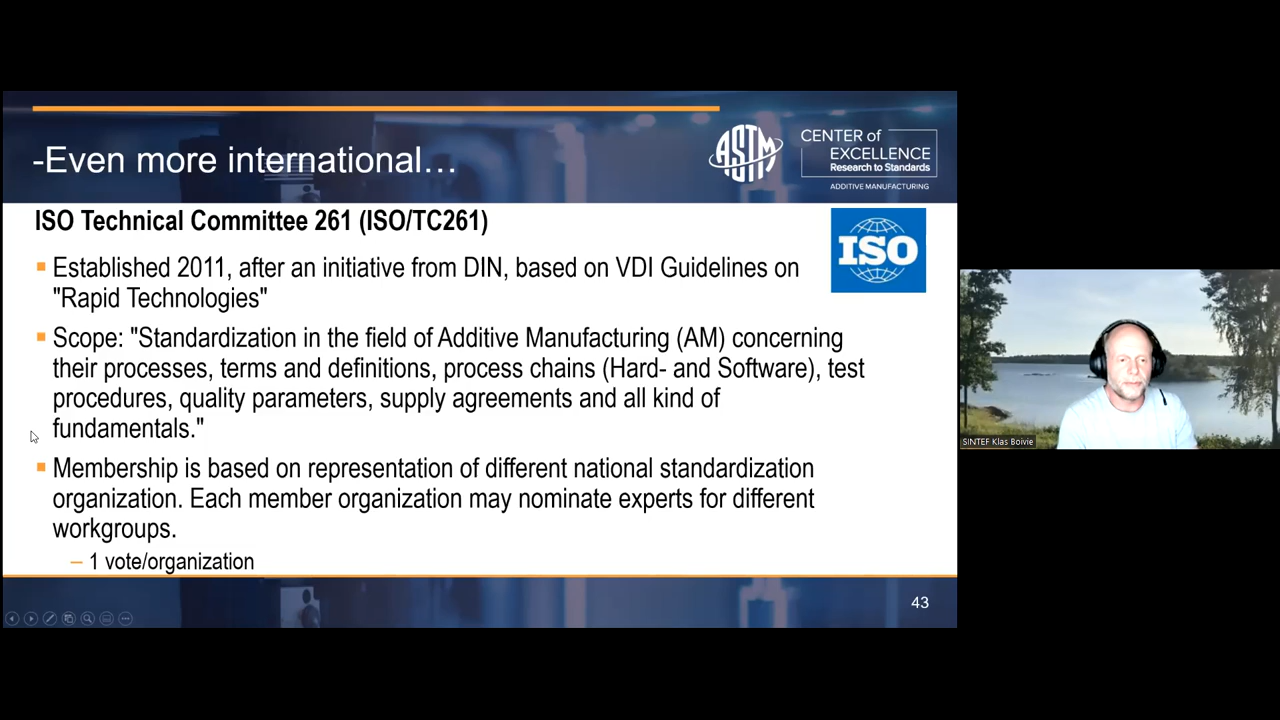 -Even more international…
ASTM
CENTER of
EXCELLENCE
Research to Standards
ADDITIVE MANUFACTURING
ISO Technical Committee 261 (ISO/TC261)
ISO
Established 2011, after an initiative from DIN, based on VDI Guidelines on
"Rapid Technologies"
Scope: "Standardization in the field of Additive Manufacturing (AM) concerning
their processes, terms and definitions, process chains (Hard- and Software), test
procedures, quality parameters, supply agreements and all kind of
fundamentals."
Membership is based on representation of different national standardization
organization. Each member organization may nominate experts for different
workgroups.
– 1 vote/organization
43
SINTEF Klas Boivie